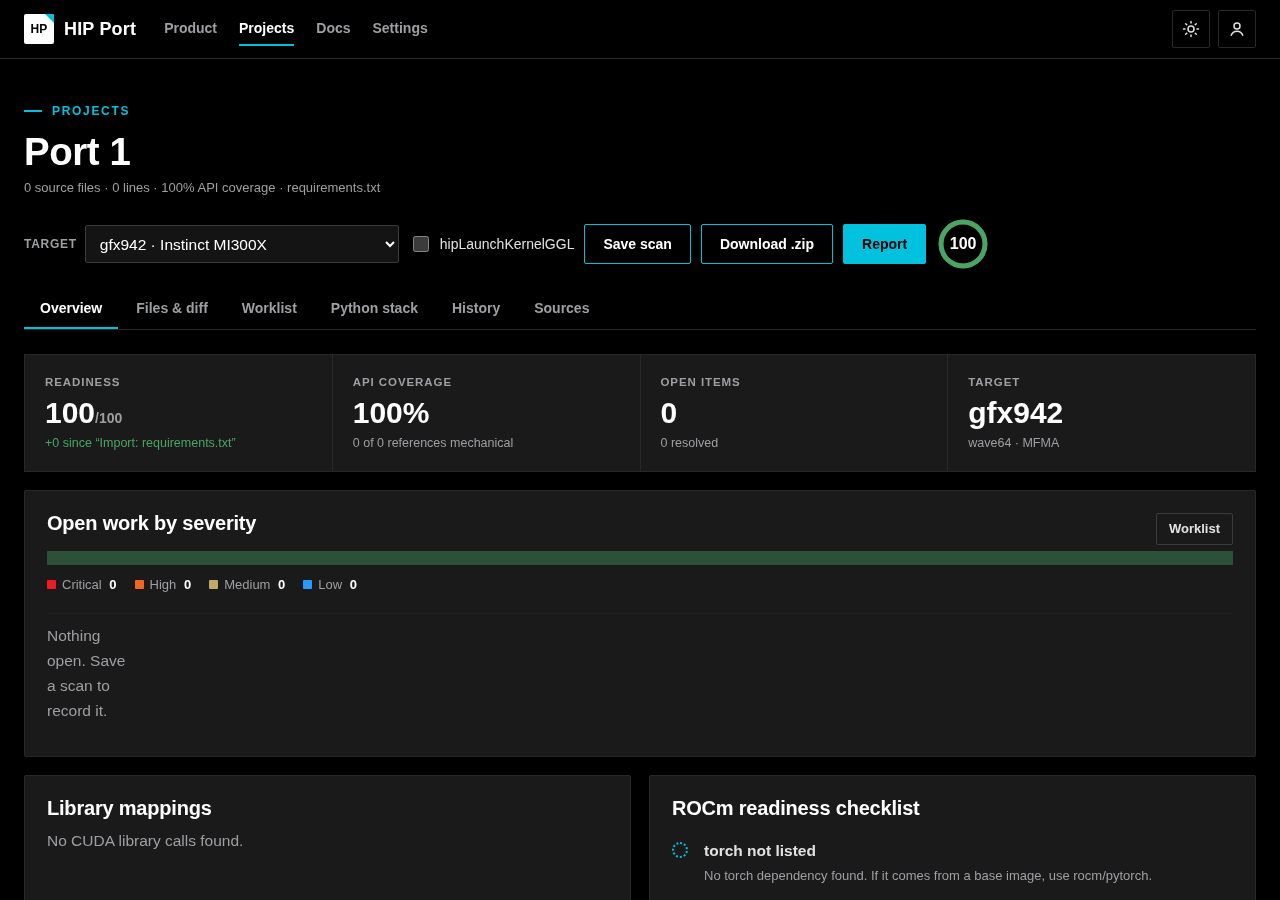 HP HIP Port Product Projects Docs Settings
PROJECTS
Port 1
0 source files · 0 lines · 100% API coverage · requirements.txt
TARGET gfx942 · Instinct MI300X hipLaunchKernelGGL Save scan Download .zip Report 100
Overview Files & diff Worklist Python stack History Sources
READINESS API COVERAGE OPEN ITEMS TARGET
100/100 100% 0 gfx942
+0 since “Import: requirements.txt” 0 of 0 references mechanical 0 resolved wave64 · MFMA
Open work by severity Worklist
Critical 0 High 0 Medium 0 Low 0
Nothing
open. Save
a scan to
record it.
Library mappings ROCm readiness checklist
No CUDA library calls found. torch not listed
No torch dependency found. If it comes from a base image, use rocm/pytorch.